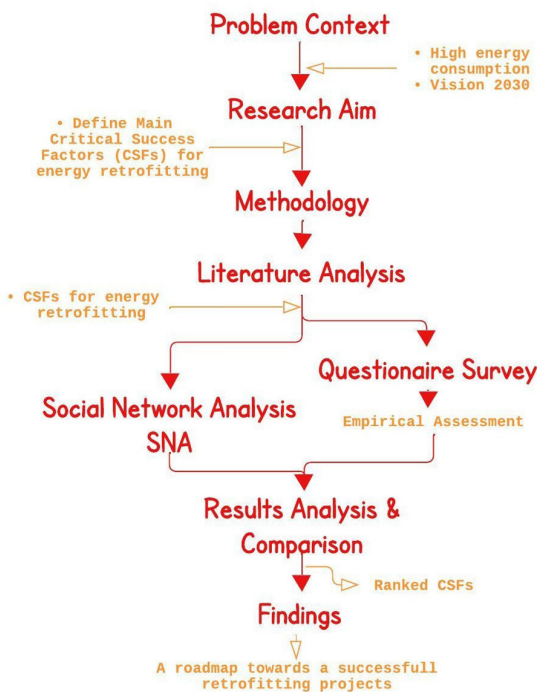 Problem Context
• High energy
consumption
• Vision 2030
Research Aim
• Define Main
Critical Success
Factors (CSFs) for
energy retrofitting
Methodology
Literature Analysis
• CSFs for energy
retrofitting
Questionaire Survey
Social Network Analysis
SNA
Empirical Assessment
Results Analysis &
Comparison
Ranked CSFs
Findings
A roadmap towards a successfull
retrofitting projects